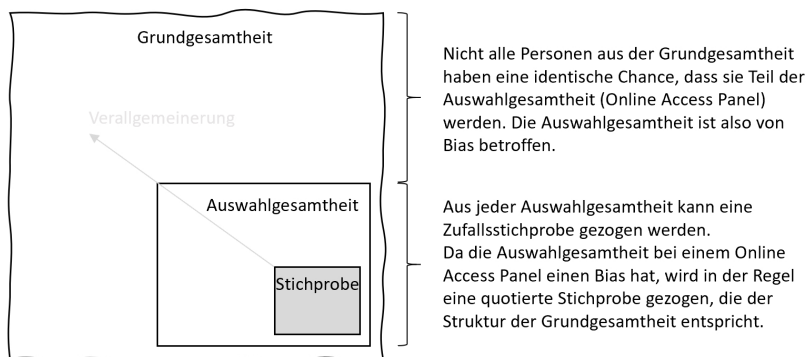 Grundgesamtheit
Verallgemeinerung
Auswahlgesamtheit
Stichprobe
Nicht alle Personen aus der Grundgesamtheit
haben eine identische Chance, dass sie Teil der
Auswahlgesamtheit (Online Access Panel)
werden. Die Auswahlgesamtheit ist also von
Bias betroffen.
Aus jeder Auswahlgesamtheit kann eine
Zufallsstichprobe gezogen werden.
Da die Auswahlgesamtheit bei einem Online
Access Panel einen Bias hat, wird in der Regel
eine quotierte Stichprobe gezogen, die der
Struktur der Grundgesamtheit entspricht.